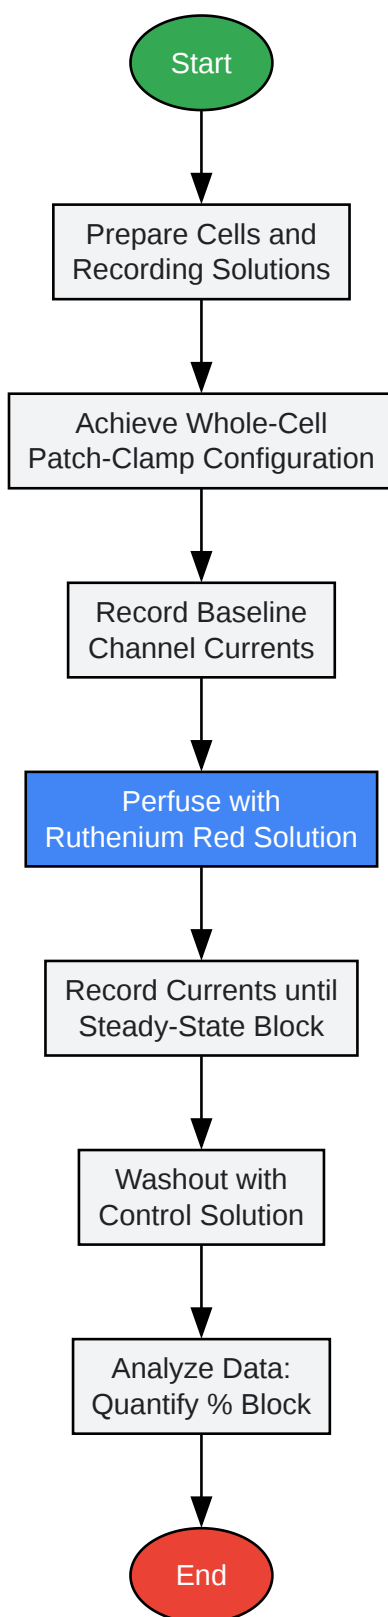 Start
Prepare Cells and
Recording Solutions
Achieve Whole-Cell
Patch-Clamp Configuration
Record Baseline
Channel Currents
Perfuse with
Ruthenium Red Solution
Record Currents until
Steady-State Block
Washout with
Control Solution
Analyze Data:
Quantify % Block
End